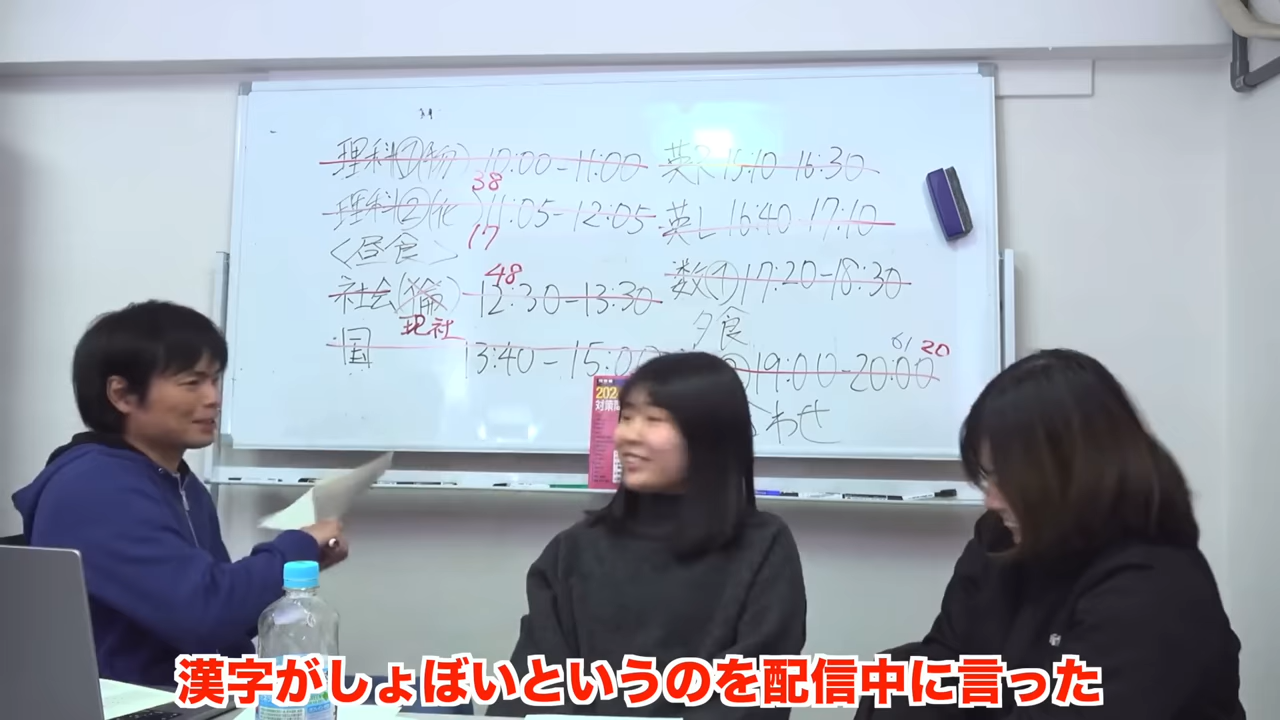 理科①(物) 10:00-11:00
38
理科②(化) 11:05-12:05
17
<昼食>
48
社会(倫) 12:30-13:30
現社
国 13:40-15:00
英R 15:10-16:30
英L 16:40-17:10
数① 17:20-18:30
夕食
61 20
19:00-20:00
わせ
202
対策問
漢字がしょぼいというのを配信中に言った